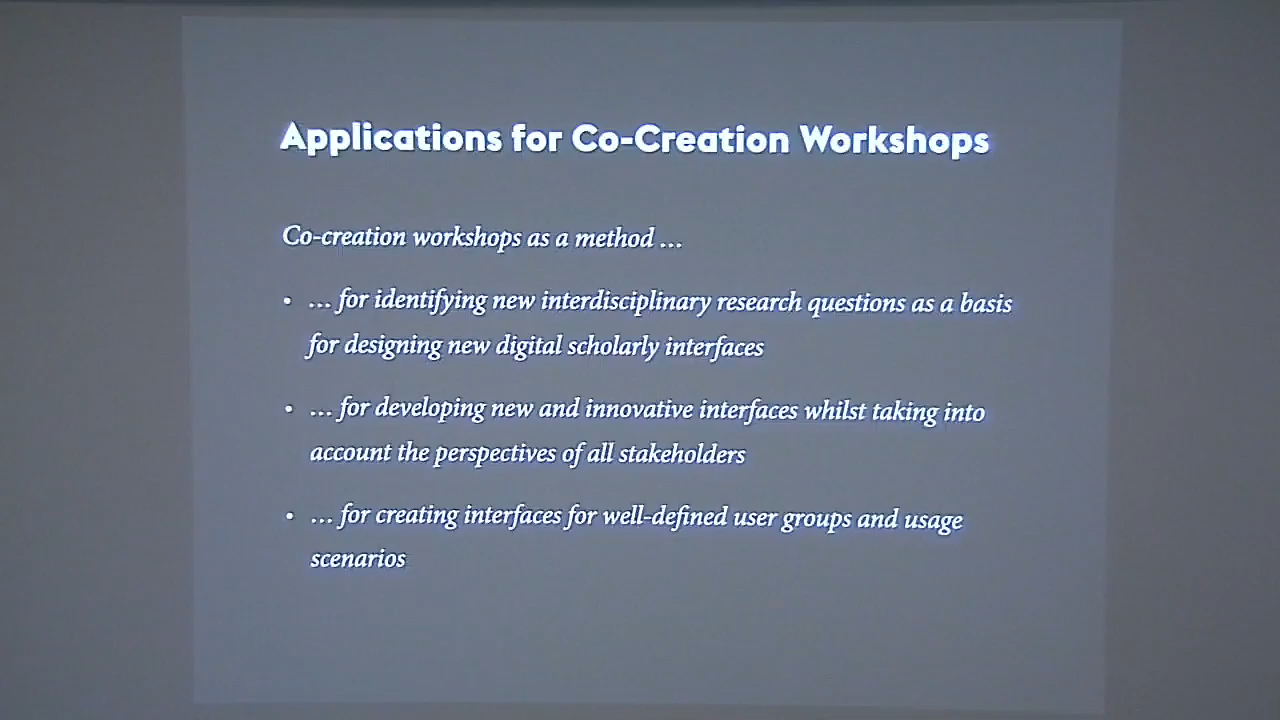 Applications for Co-Creation Workshops
Co-creation workshops as a method …
• … for identifying new interdisciplinary research questions as a basis
for designing new digital scholarly interfaces
• … for developing new and innovative interfaces whilst taking into
account the perspectives of all stakeholders
• … for creating interfaces for well-defined user groups and usage
scenarios